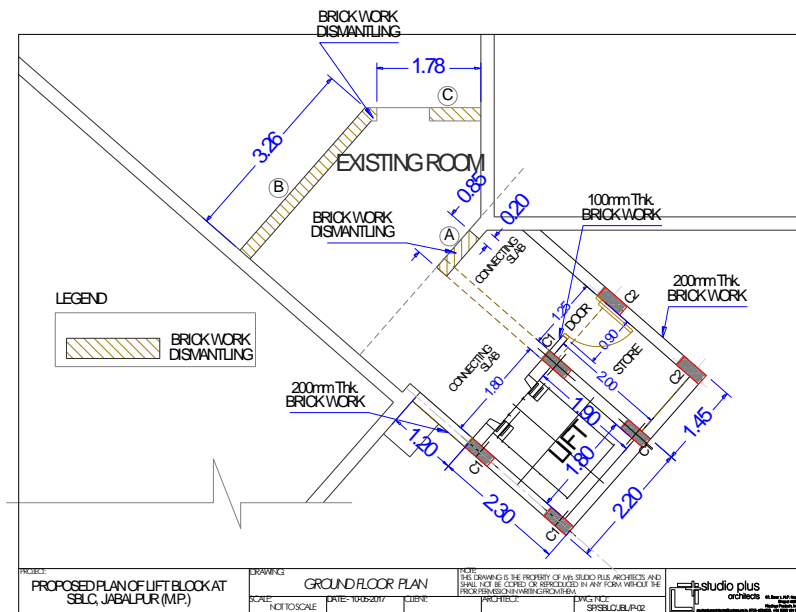 BRICK WORK
DISMANTLING
1.78
C
3.26
EXISTING ROOM
B
0.85
0.20
100mm Thk.
BRICK WORK
BRICK WORK
DISMANTLING
A
CONNECTING
SLAB
C2
200mm Thk.
BRICK WORK
LEGEND
BRICK WORK
DISMANTLING
1.25
DOOR
C1
0.90
STORE
CONNECTING
SLAB
1.80
2.00
C2
200mm Thk.
BRICK WORK
1.90
1.20
LIFT
1.80
C1
1.45
C1
2.30
2.20
C1
PROJECT:
PROPOSED PLAN OF LIFT BLOCK AT
SBLC, JABALPUR (M.P.)
DRAWING:
GROUND FLOOR PLAN
SCALE:
NOT TO SCALE
DATE:- 10-05-2017
CLIENT:
NOTE:
THIS DRAWING IS THE PROPERTY OF M/S STUDIO PLUS ARCHITECTS AND
SHALL NOT BE COPIED OR REPRODUCED IN ANY FORM WITHOUT THE
PRIOR PERMISSION IN WRITING FROM THEM.
ARCHITECT:
DWG. NO.:
SP/SBLC/JBL/P-02
studio plus
architects